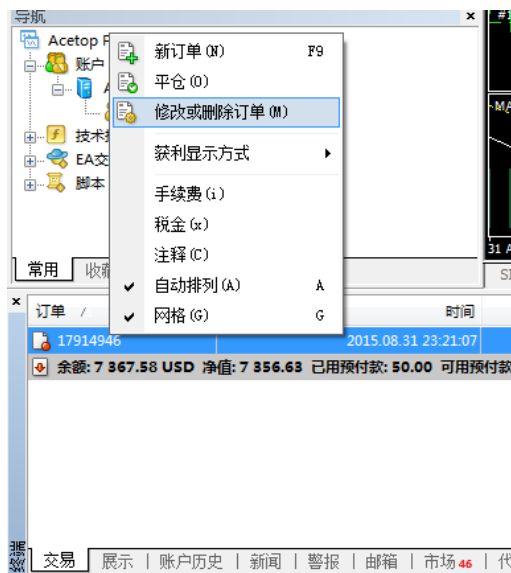 导航
Acetop F
账户
A
技术指
EA交
脚本
常用 收藏
新订单(N) F9
平仓(O)
修改或删除订单(M)
获利显示方式
手续费(i)
税金(x)
注释(C)
自动排列(A) A
网格(G) G
#1
MA
31 A
订单 / 时间
17914946 2015.08.31 23:21:07
余额: 7 367.58 USD 净值: 7 356.63 已用预付款: 50.00 可用预付款
交易 展示 账户历史 新闻 警报 邮箱 市场 46 代